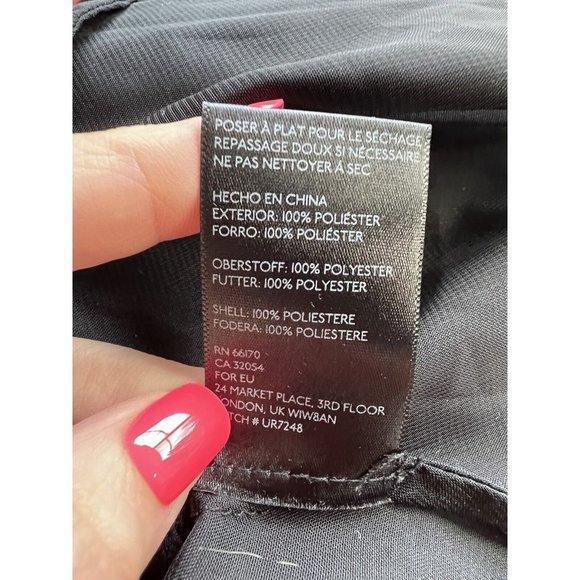 POSER À PLAT POUR LE SÉCHAGE
REPASSAGE DOUX SI NÉCESSAIRE
NE PAS NETTOYER À SEC
HECHO EN CHINA
EXTERIOR: 100% POLIÉSTER
FORRO: 100% POLIÉSTER
OBERSTOFF: 100% POLYESTER
FUTTER: 100% POLYESTER
SHELL: 100% POLIESTERE
FODERA: 100% POLIESTERE
RN 66170
CA 32054
FOR EU
24 MARKET PLACE, 3RD FLOOR
LONDON, UK W1W8AN
# UR7248